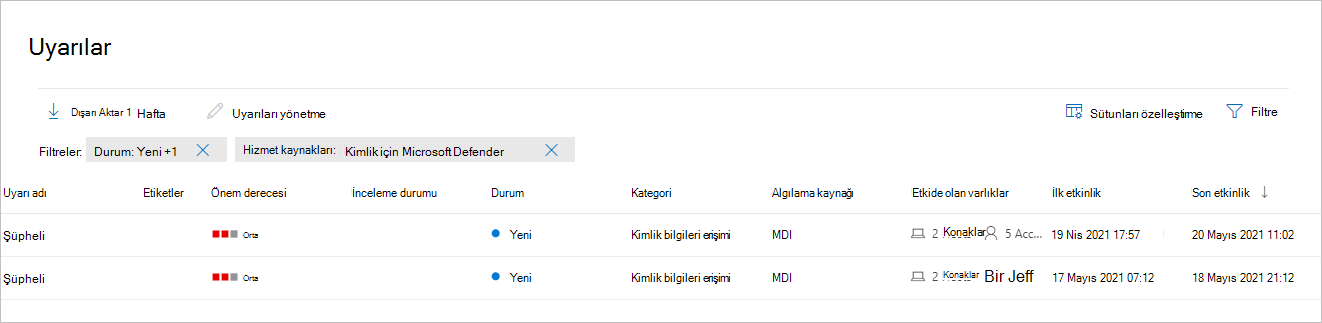 Uyarılar
Dışarı Aktar 1 Hafta Uyarıları yönetme Sütunları özelleştirme Filtre
Filtreler: Durum: Yeni +1 Hizmet kaynakları: Kimlik için Microsoft Defender
Uyarı adı Etiketler Önem derecesi İnceleme durumu Durum Kategori Algılama kaynağı Etkide olan varlıklar İlk etkinlik Son etkinlik
Şüpheli Orta Yeni Kimlik bilgileri erişimi MDI 2 Konaklar 5 Acc... 19 Nis 2021 17:57 20 Mayıs 2021 11:02
Şüpheli Orta Yeni Kimlik bilgileri erişimi MDI 2 Konaklar Bir Jeff 17 Mayıs 2021 07:12 18 Mayıs 2021 21:12